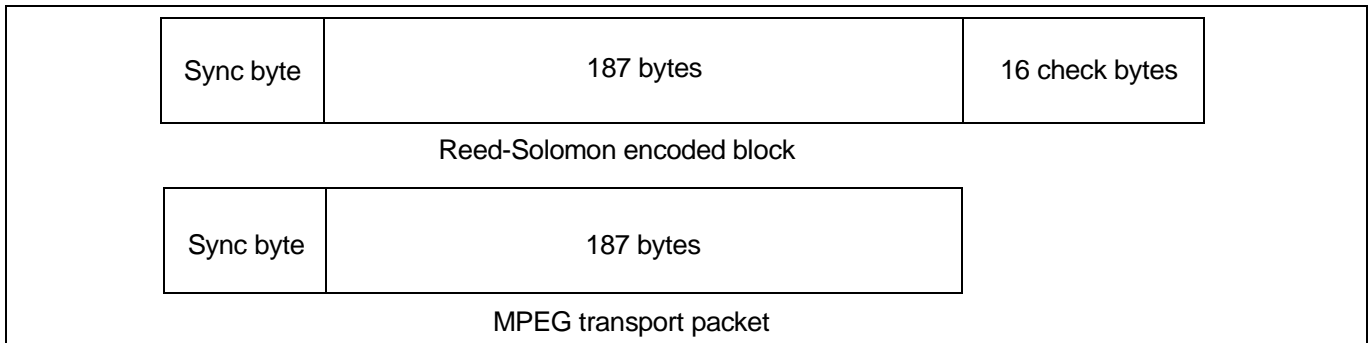 Sync byte
187 bytes
16 check bytes
Reed-Solomon encoded block
Sync byte
187 bytes
MPEG transport packet